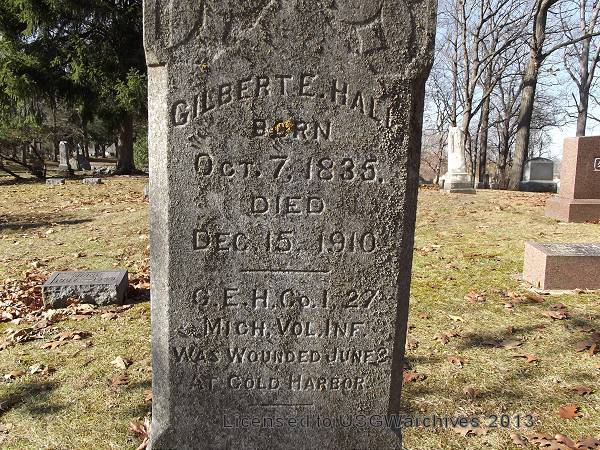 GILBERT E. HALL
BORN
OCT. 7, 1835.
DIED
DEC. 15, 1910
G. E. H. CO. I. 27
MICH. VOL. INF.
WAS WOUNDED JUNE 3
AT COLD HARBOR.
Licensed to USGWarchives 2013